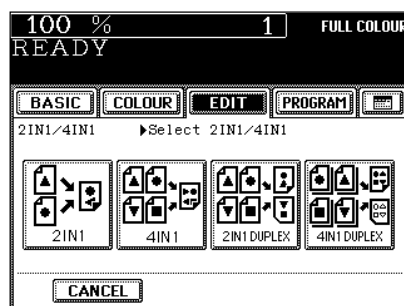 100 % 1 FULL COLOUR
READY
BASIC COLOUR EDIT PROGRAM
2IN1/4IN1 ▶Select 2IN1/4IN1
2IN1 4IN1 2IN1 DUPLEX 4IN1 DUPLEX
CANCEL